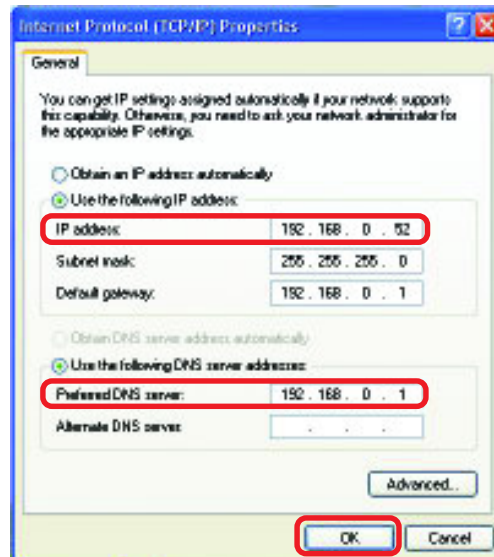 Internet Protocol (TCP/IP) Properties
General
You can get IP settings assigned automatically if your network supports
this capability. Otherwise, you need to ask your network administrator for
the appropriate IP settings.
Obtain an IP address automatically
Use the following IP address:
IP address: 192 . 168 . 0 . 52
Subnet mask: 255 . 255 . 255 . 0
Default gateway: 192 . 168 . 0 . 1
Obtain DNS server address automatically
Use the following DNS server addresses:
Preferred DNS server: 192 . 168 . 0 . 1
Alternate DNS server: . . .
Advanced...
OK Cancel